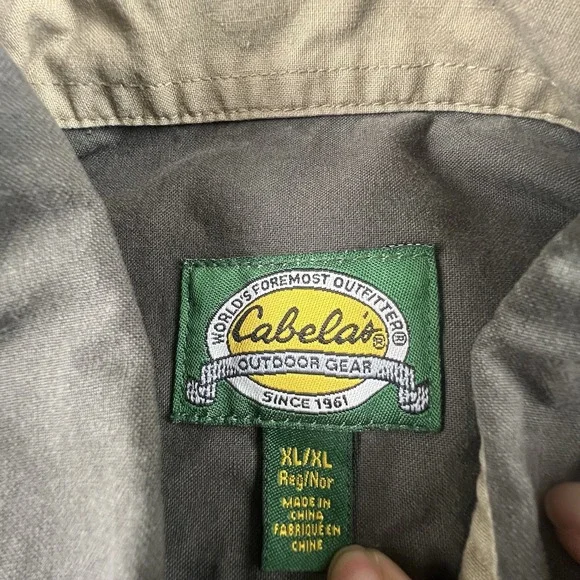 WORLD'S FOREMOST OUTFITTER®
Cabela's®
OUTDOOR GEAR
SINCE 1961
XL/XL
Reg/Nor
MADE IN
CHINA
FABRIQUÉ EN
CHINE